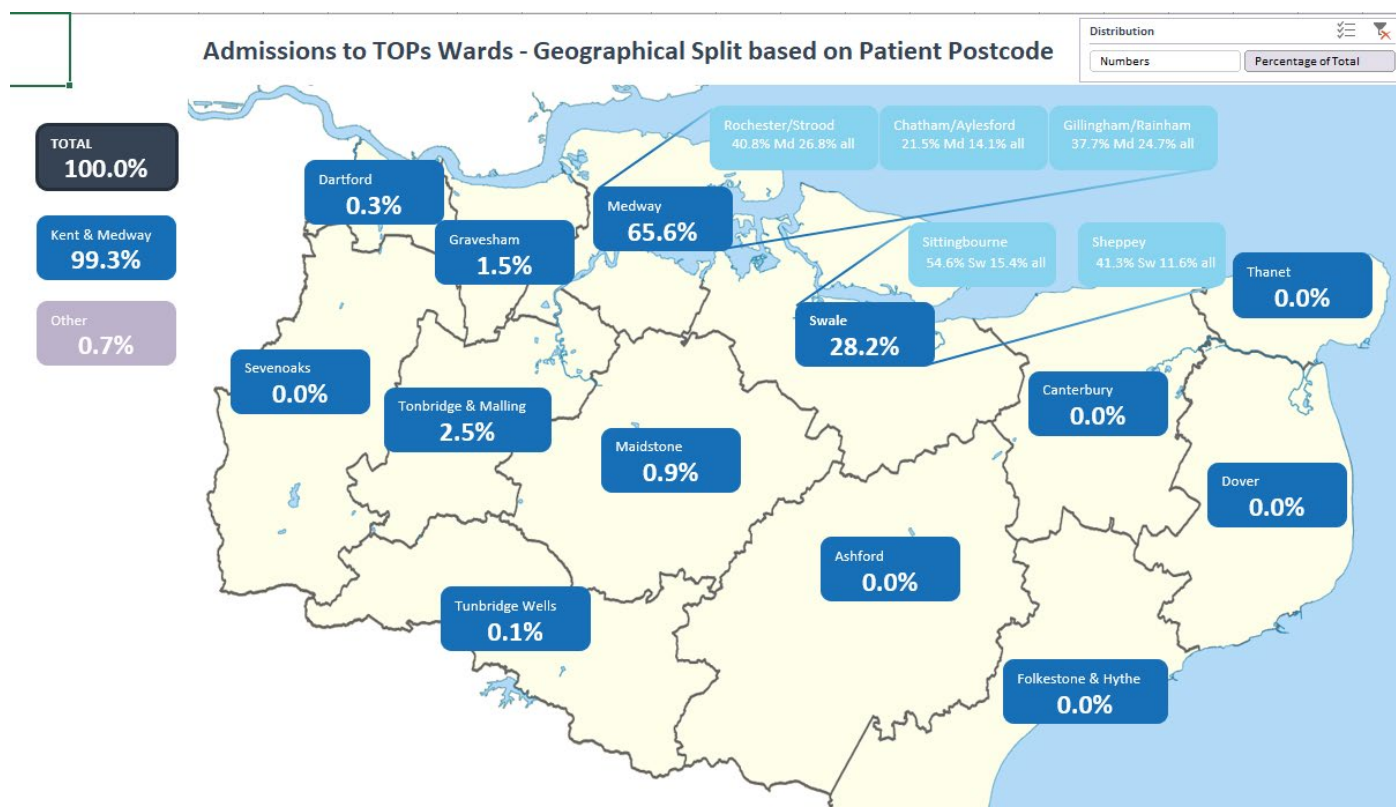 Admissions to TOPs Wards - Geographical Split based on Patient Postcode
Distribution
Numbers
Percentage of Total
TOTAL
100.0%
Kent & Medway
99.3%
Other
0.7%
Rochester/Strood
40.8% Md 26.8% all
Chatham/Aylesford
21.5% Md 14.1% all
Gillingham/Rainham
37.7% Md 24.7% all
Dartford
0.3%
Gravesham
1.5%
Medway
65.6%
Sittingbourne
54.6% Sw 15.4% all
Sheppey
41.3% Sw 11.6% all
Thanet
0.0%
Swale
28.2%
Sevenoaks
0.0%
Tonbridge & Malling
2.5%
Maidstone
0.9%
Canterbury
0.0%
Dover
0.0%
Ashford
0.0%
Tunbridge Wells
0.1%
Folkestone & Hythe
0.0%